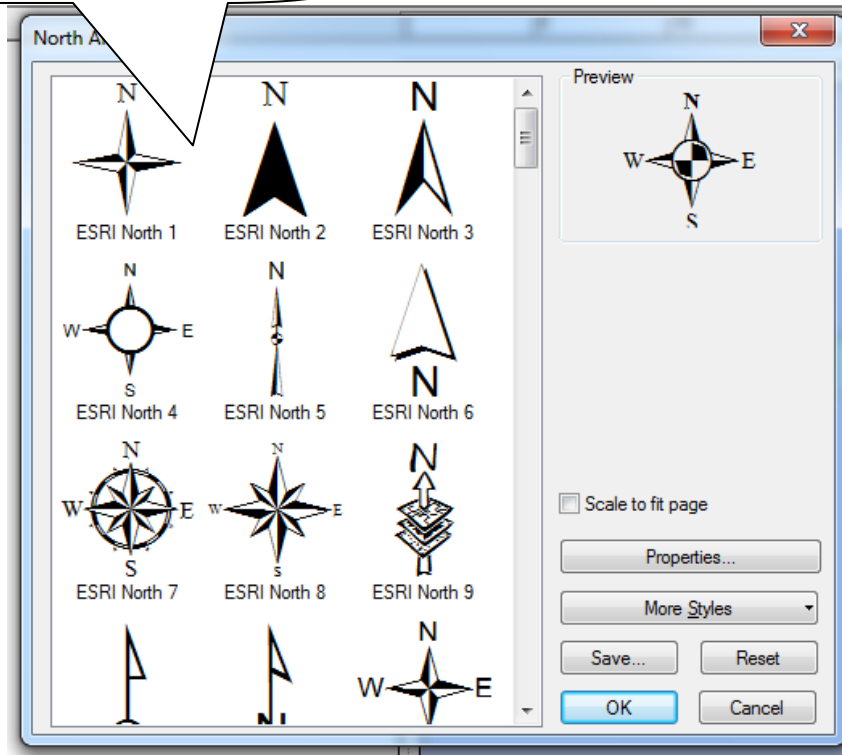 North A
Preview
N N N
N
W E
S
ESRI North 1 ESRI North 2 ESRI North 3
N N
W E
S N
ESRI North 4 ESRI North 5 ESRI North 6
N N N
W E W E
S S
ESRI North 7 ESRI North 8 ESRI North 9
N
W E
Scale to fit page
Properties...
More Styles
Save... Reset
OK Cancel